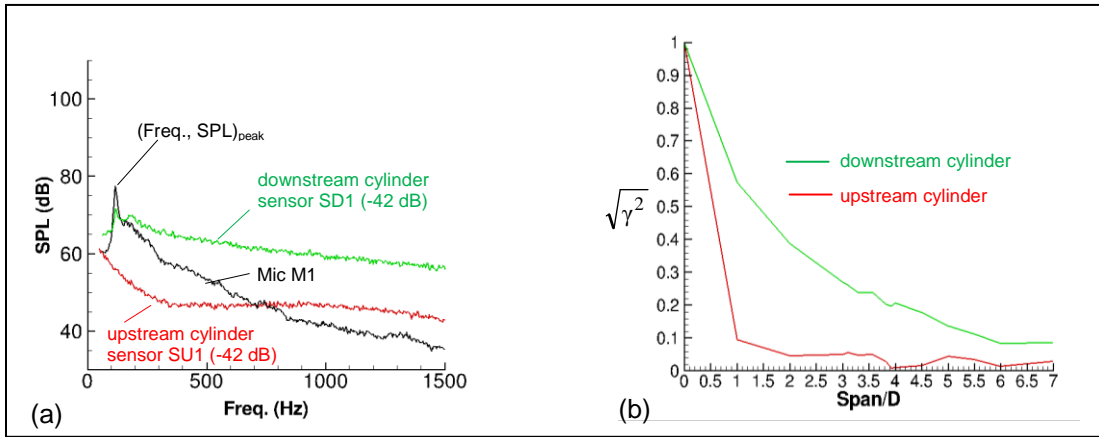 100
80
60
40
SPL (dB)
(Freq., SPL)peak
downstream cylinder
sensor SD1 (-42 dB)
Mic M1
upstream cylinder
sensor SU1 (-42 dB)
0
500
1000
1500
Freq. (Hz)
(a)
1
0.9
0.8
0.7
0.6
0.5
0.4
0.3
0.2
0.1
0
√γ²
downstream cylinder
upstream cylinder
0 0.5 1 1.5 2 2.5 3 3.5 4 4.5 5 5.5 6 6.5 7
Span/D
(b)